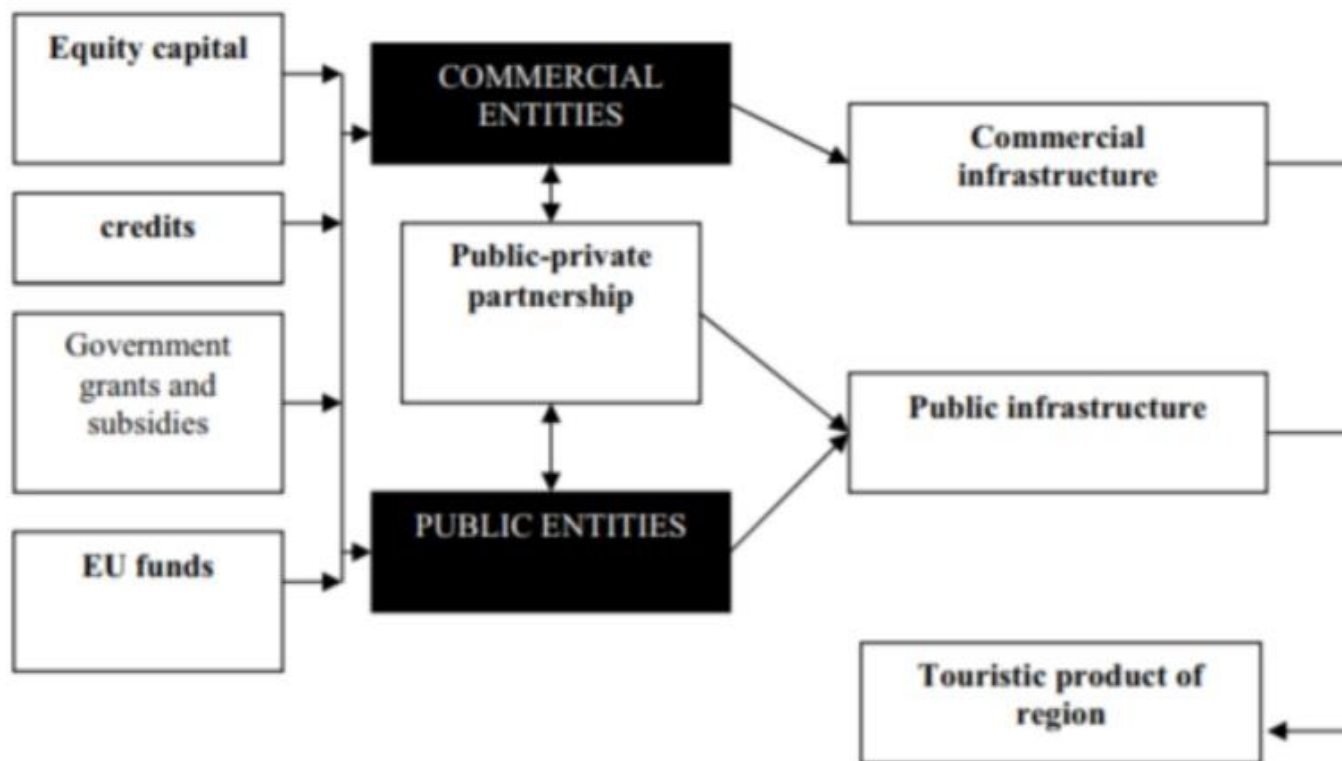 Equity capital
credits
Government
grants and
subsidies
EU funds
COMMERCIAL
ENTITIES
Public-private
partnership
PUBLIC ENTITIES
Commercial
infrastructure
Public infrastructure
Touristic product of
region